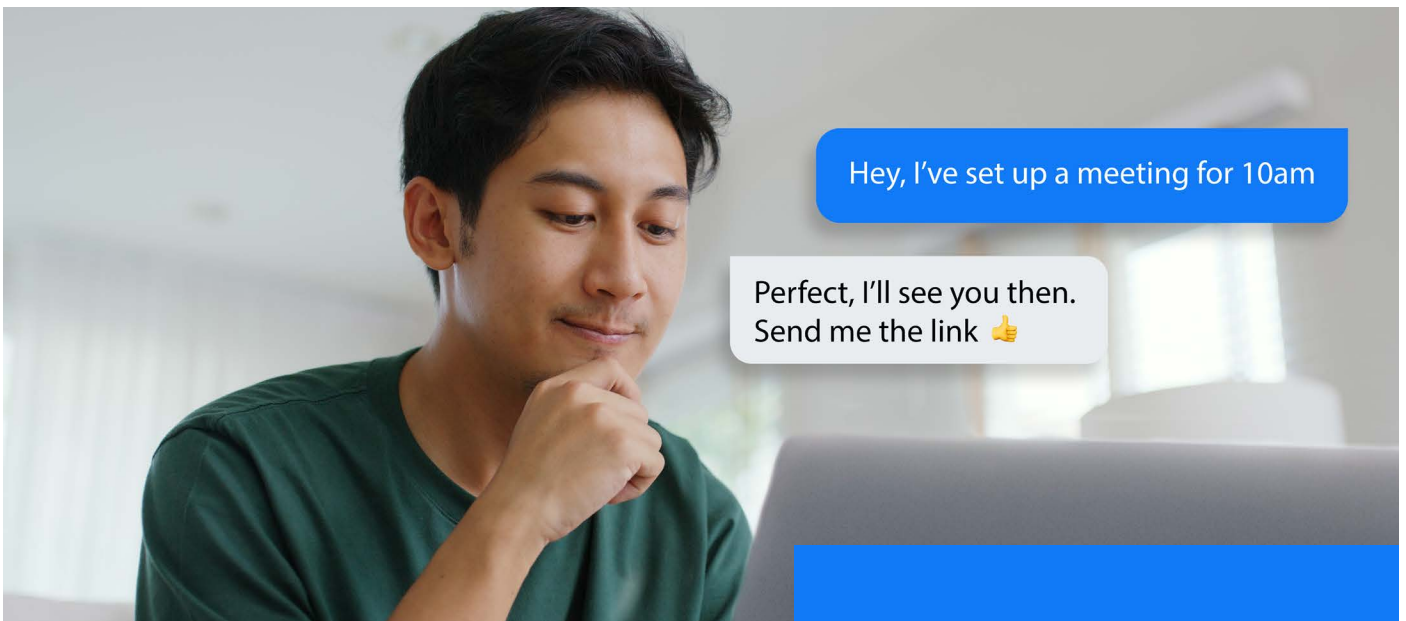 Hey, I’ve set up a meeting for 10am
Perfect, I’ll see you then.
Send me the link 👍